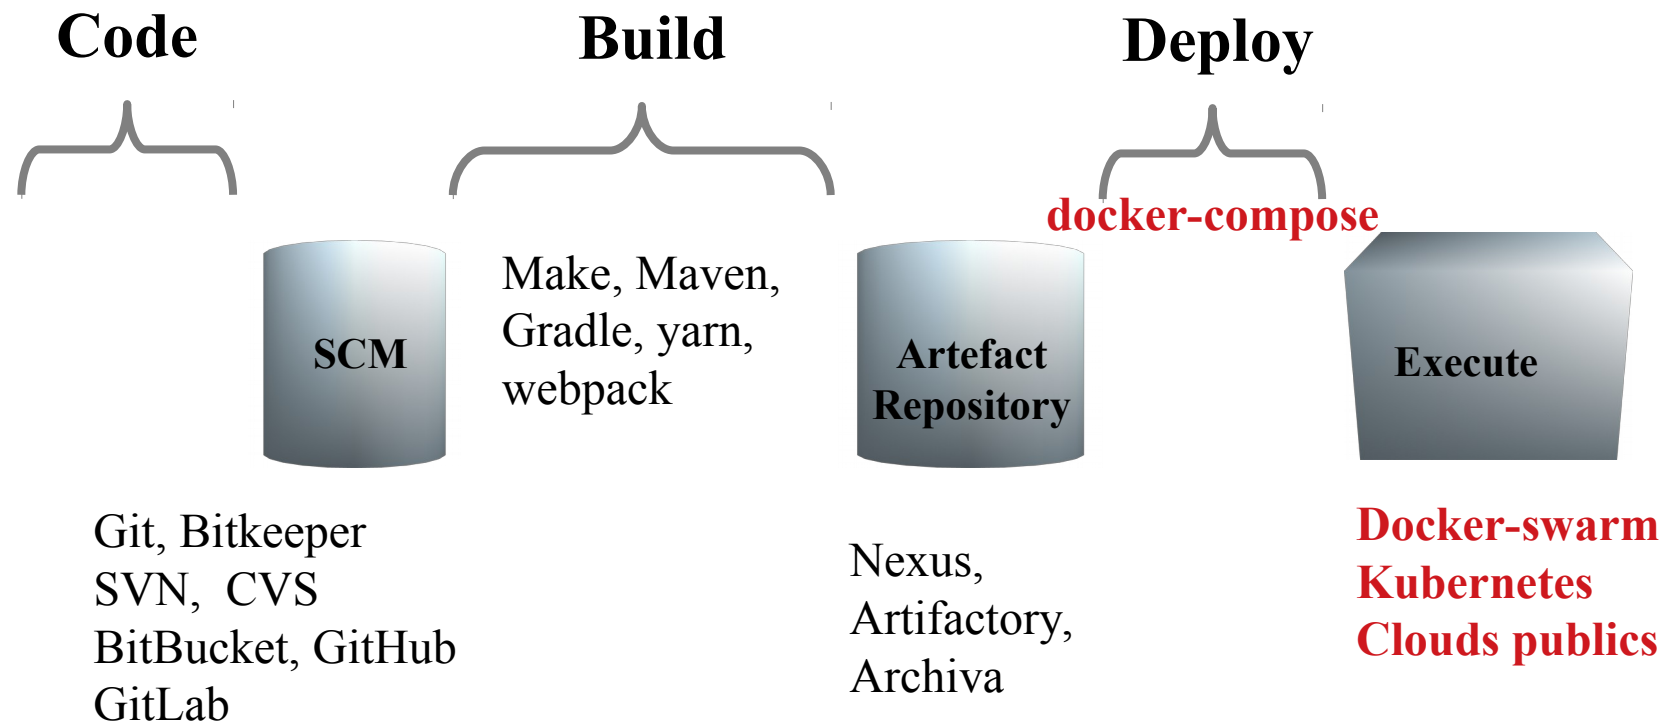 Code
Build
Deploy
docker-compose
SCM
Make, Maven,
Gradle, yarn,
webpack
Artefact
Repository
Execute
Git, Bitkeeper
SVN, CVS
BitBucket, GitHub
GitLab
Nexus,
Artifactory,
Archiva
Docker-swarm
Kubernetes
Clouds publics